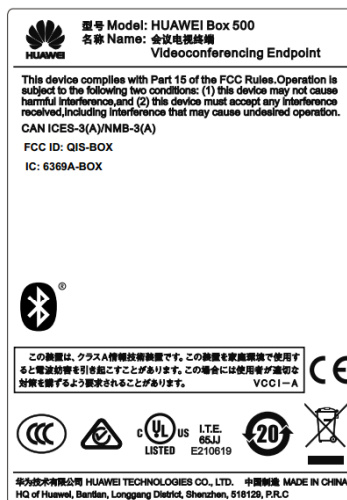 HUAWEI
型号 Model: HUAWEI Box 500
名称 Name: 会议电视终端
Videoconferencing Endpoint
This device complies with Part 15 of the FCC Rules.Operation is
subject to the following two conditions: (1) this device may not cause
harmful interference,and (2) this device must accept any interference
received,including interference that may cause undesired operation.
CAN ICES-3(A)/NMB-3(A)
FCC ID: QIS-BOX
IC: 6369A-BOX
®
この装置は、クラスA情報技術装置です。この装置を家庭環境で使用す
ると電波妨害を引き起こすことがあります。この場合には使用者が適切な
対策を講ずるよう要求されることがあります。 VCCI-A
CE
CCC
c UL US
LISTED
I.T.E.
65JJ
E210619
20
华为技术有限公司 HUAWEI TECHNOLOGIES CO., LTD. 中国制造 MADE IN CHINA
HQ of Huawei, Bantian, Longgang District, Shenzhen, 518129, P.R.C